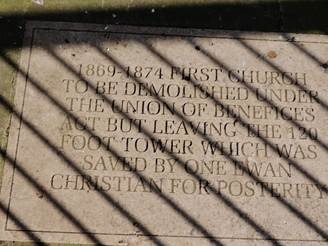 1869-1874 FIRST CHURCH
TO BE DEMOLISHED UNDER
THE UNION OF BENEFICES
ACT BUT LEAVING THE 120
FOOT TOWER WHICH WAS
SAVED BY ONE EWAN
CHRISTIAN FOR POSTERITY